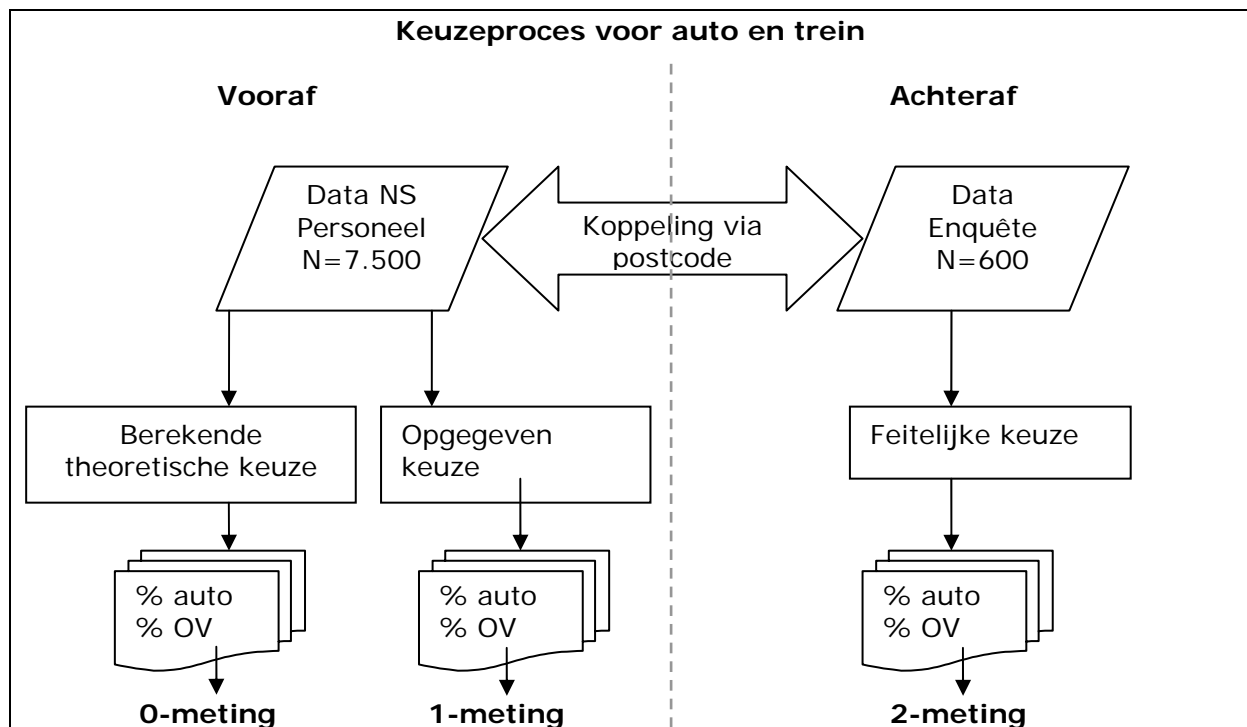 Keuzeproces voor auto en trein
Vooraf
Achteraf
Data NS
Personeel
N=7.500
Koppeling via
postcode
Data
Enquête
N=600
Berekende
theoretische keuze
Opgegeven
keuze
Feitelijke keuze
% auto
% OV
% auto
% OV
% auto
% OV
0-meting
1-meting
2-meting